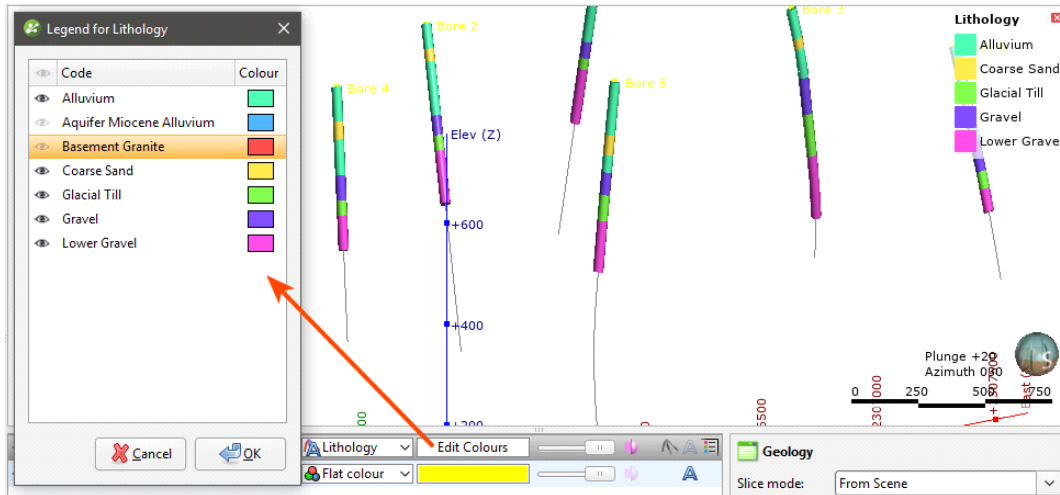 Legend for Lithology
Code Colour
Alluvium
Aquifer Miocene Alluvium
Basement Granite
Coarse Sand
Glacial Till
Gravel
Lower Gravel
Cancel
OK
Bore 2
Bore 3
Bore 4
Bore 5
Elev (Z)
+600
+400
+200
Lithology
Alluvium
Coarse Sand
Glacial Till
Gravel
Lower Grave
Plunge +20
Azimuth 030
0 250 500 750
Lithology
Edit Colours
Flat colour
Geology
Slice mode:
From Scene